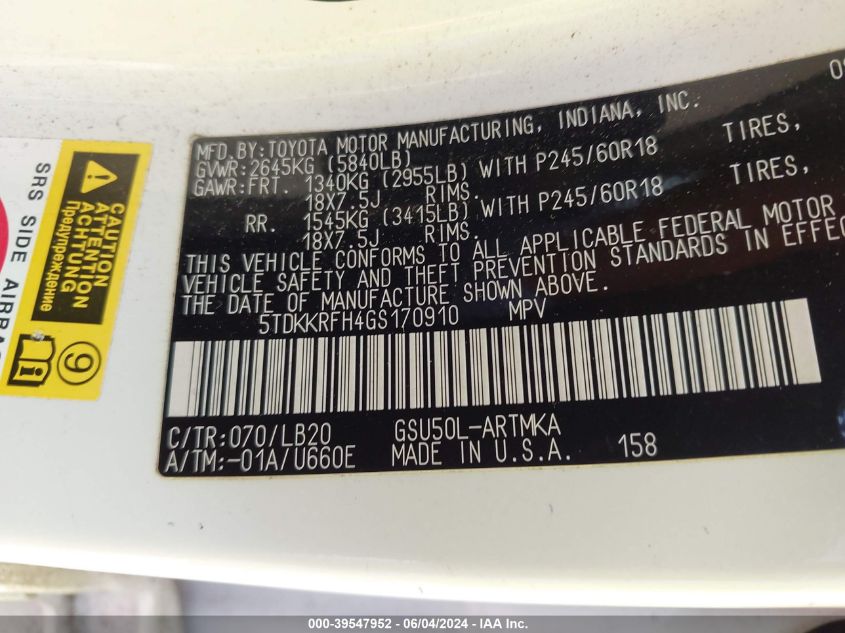 MFD.BY:TOYOTA MOTOR MANUFACTURING, INDIANA, INC.
GVWR:2645KG (5840LB)
GAWR:FRT. 1340KG (2955LB) WITH P245/60R18 TIRES,
18X7.5J RIMS.
RR. 1545KG (3415LB) WITH P245/60R18 TIRES,
18X7.5J RIMS.
THIS VEHICLE CONFORMS TO ALL APPLICABLE FEDERAL MOTOR
VEHICLE SAFETY AND THEFT PREVENTION STANDARDS IN EFFEC
THE DATE OF MANUFACTURE SHOWN ABOVE.
5TDKKRFH4GS170910 MPV
C/TR:070/LB20 GSU50L-ARTMKA
A/TM:-01A/U660E MADE IN U.S.A. 158
SRS SIDE AIRBAG
CAUTION
ATTENTION
ACHTUNG
Предупреждение
i
9
000-39547952 - 06/04/2024 - IAA Inc.